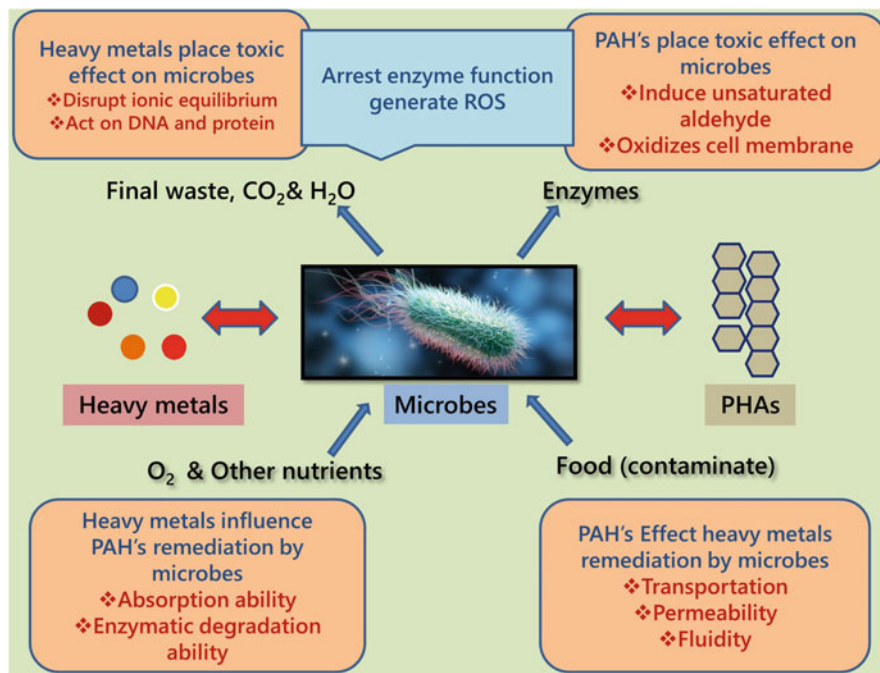 Heavy metals place toxic
effect on microbes
❖Disrupt ionic equilibrium
❖Act on DNA and protein
Arrest enzyme function
generate ROS
PAH's place toxic effect on
microbes
❖Induce unsaturated
aldehyde
❖Oxidizes cell membrane
Final waste, CO₂& H₂O
Enzymes
Heavy metals
Microbes
PHAs
O₂ & Other nutrients
Food (contaminate)
Heavy metals influence
PAH's remediation by
microbes
❖Absorption ability
❖Enzymatic degradation
ability
PAH's Effect heavy metals
remediation by microbes
❖Transportation
❖Permeability
❖Fluidity